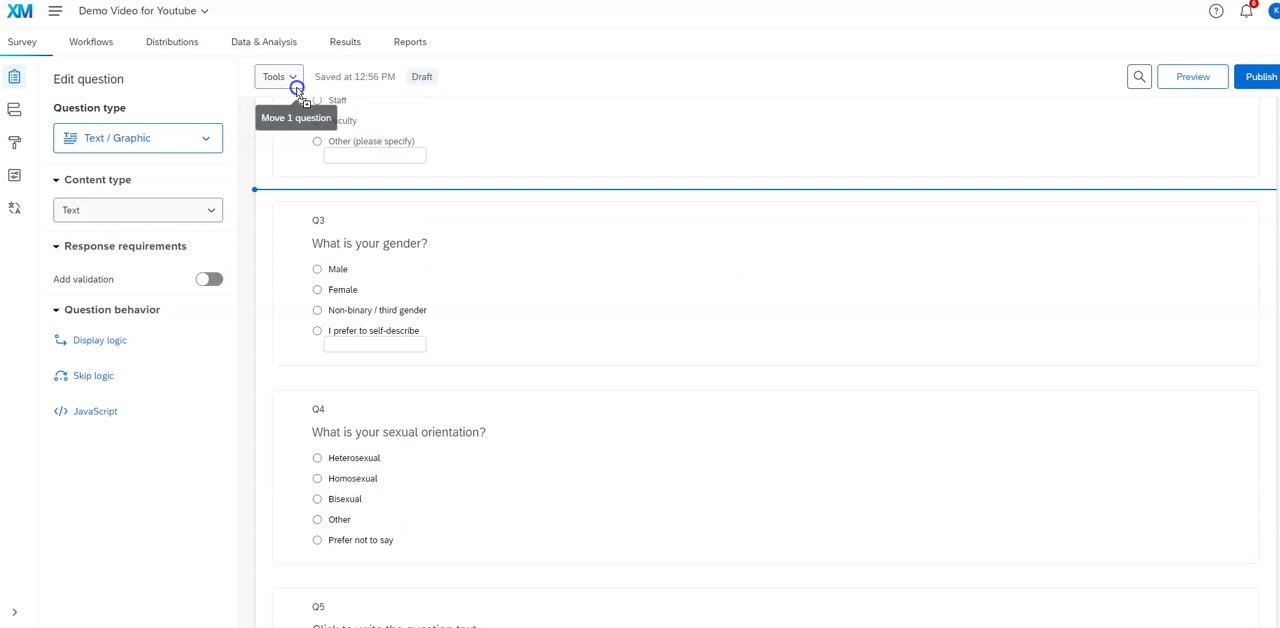 XM Demo Video for Youtube 6 K
Survey Workflows Distributions Data & Analysis Results Reports
Edit question
Question type
Text / Graphic
Content type
Text
Response requirements
Add validation
Question behavior
Display logic
Skip logic
JavaScript
Tools Saved at 12:56 PM Draft Preview Publish
Move 1 question
Staff
Other (please specify)
Q3
What is your gender?
Male
Female
Non-binary / third gender
I prefer to self-describe
Q4
What is your sexual orientation?
Heterosexual
Homosexual
Bisexual
Other
Prefer not to say
Q5